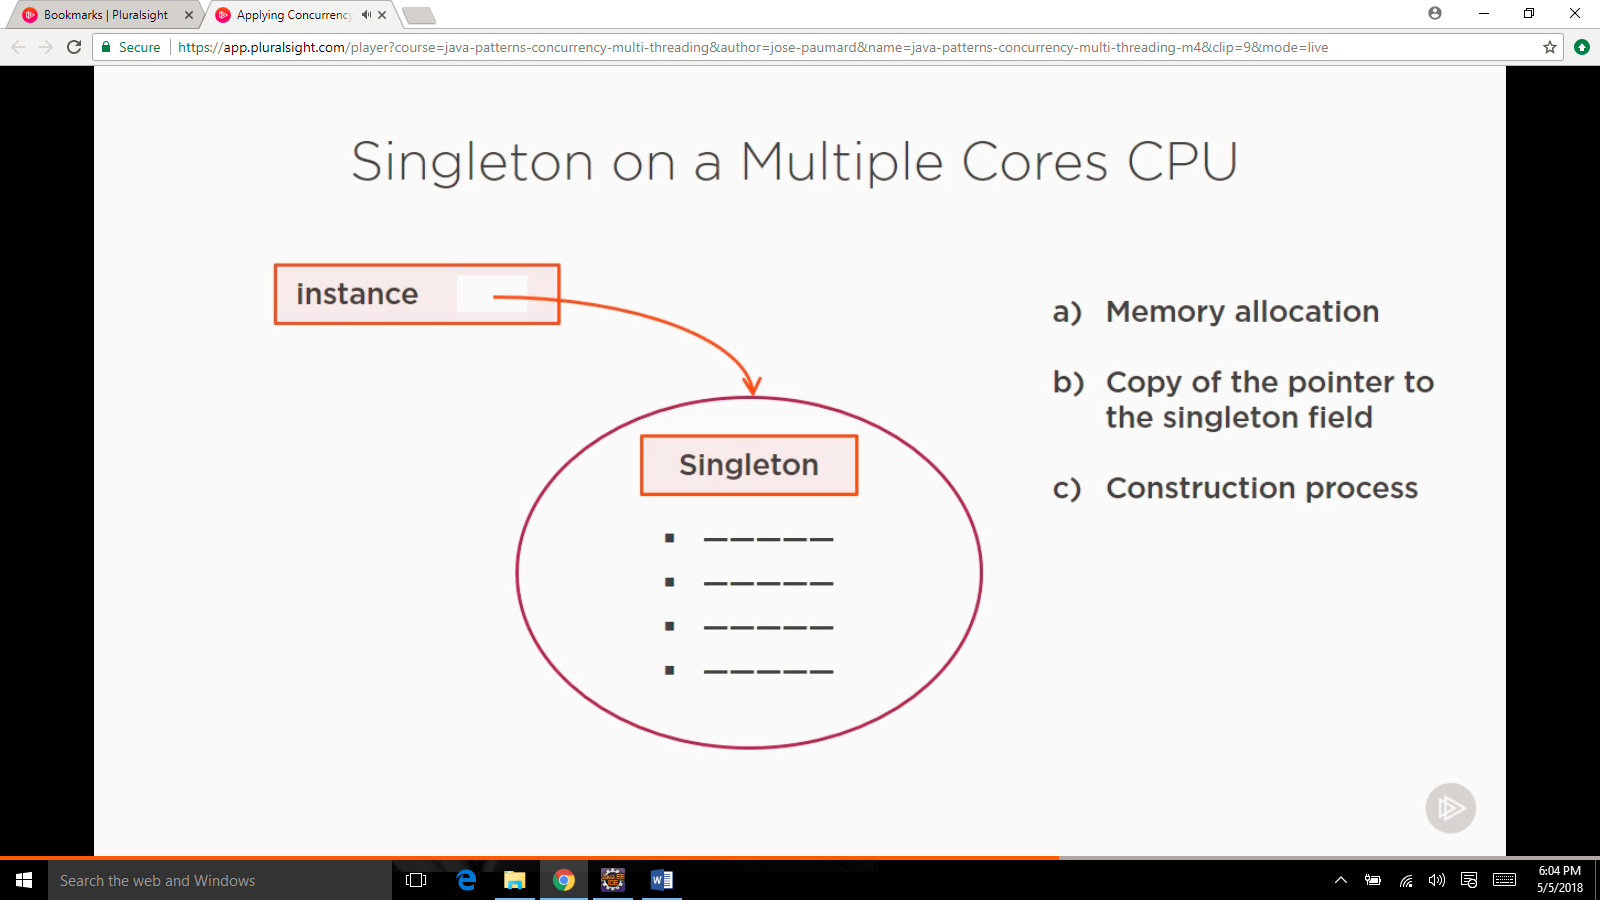 Bookmarks | Pluralsight
Applying Concurrency
Secure
https://app.pluralsight.com/player?course=java-patterns-concurrency-multi-threading&author=jose-paumard&name=java-patterns-concurrency-multi-threading-m4&clip=9&mode=live
Singleton on a Multiple Cores CPU
instance
a) Memory allocation
b) Copy of the pointer to
the singleton field
Singleton
c) Construction process
Search the web and Windows
6:04 PM
5/5/2018